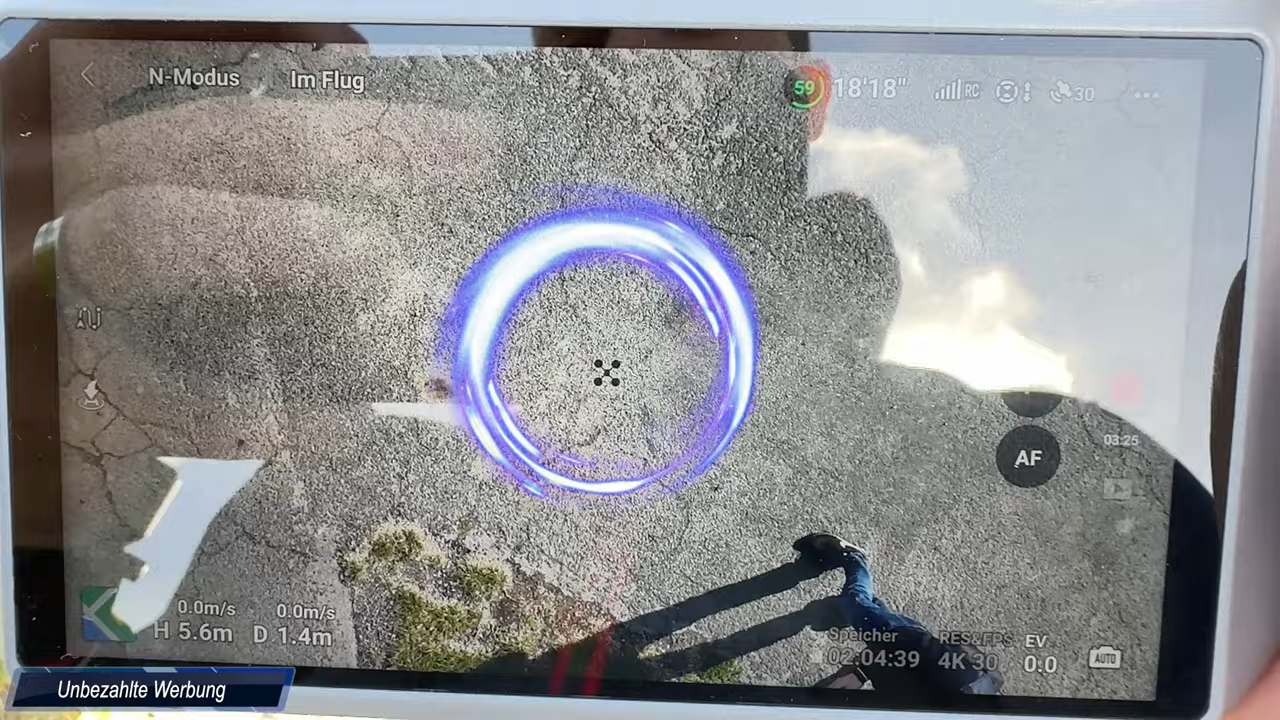 N-Modus Im Flug 59 18'18" RC 30
AF
03:25
0.0m/s 0.0m/s
H 5.6m D 1.4m
Speicher RES&FPS EV
02:04:39 4K 30 0.0 AUTO
Unbezahlte Werbung